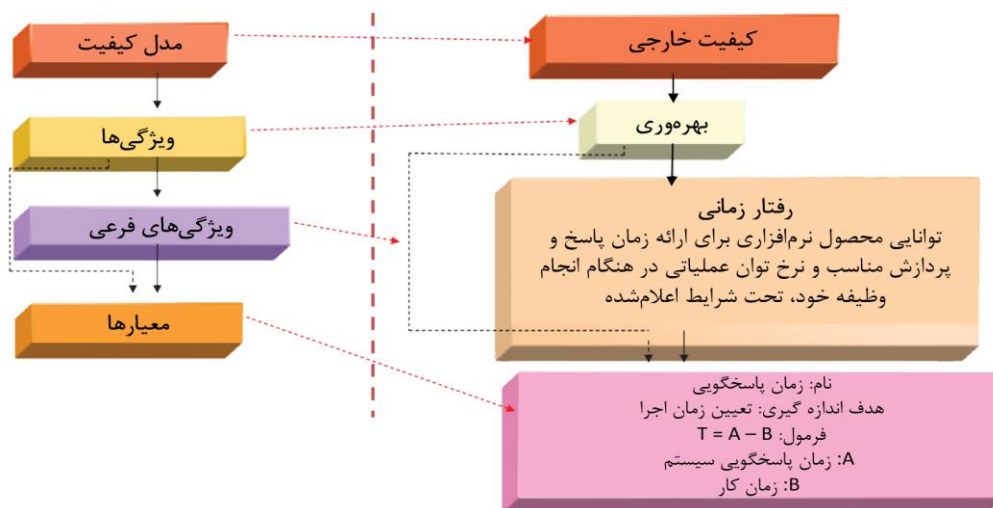 مدل کیفیت
ویژگی‌ها
ویژگی‌های فرعی
معیارها
کیفیت خارجی
بهره‌وری
رفتار زمانی
توانایی محصول نرم‌افزاری برای ارائه زمان پاسخ و
پردازش مناسب و نرخ توان عملیاتی در هنگام انجام
وظیفه خود، تحت شرایط اعلام‌شده
نام: زمان پاسخگویی
هدف اندازه گیری: تعیین زمان اجرا
فرمول: T = A – B
A: زمان پاسخگویی سیستم
B: زمان کار